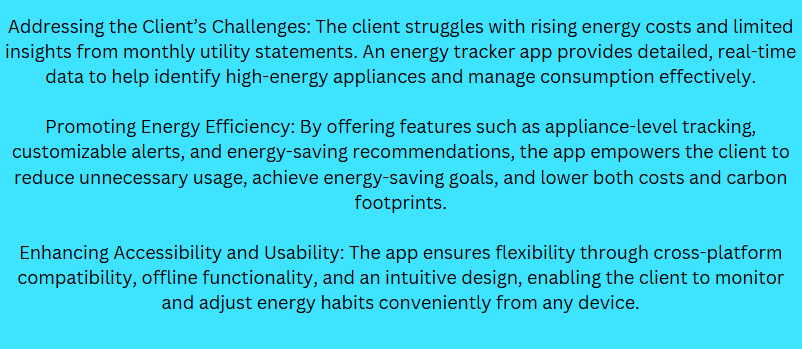 Addressing the Client’s Challenges: The client struggles with rising energy costs and limited
insights from monthly utility statements. An energy tracker app provides detailed, real-time
data to help identify high-energy appliances and manage consumption effectively.
Promoting Energy Efficiency: By offering features such as appliance-level tracking,
customizable alerts, and energy-saving recommendations, the app empowers the client to
reduce unnecessary usage, achieve energy-saving goals, and lower both costs and carbon
footprints.
Enhancing Accessibility and Usability: The app ensures flexibility through cross-platform
compatibility, offline functionality, and an intuitive design, enabling the client to monitor
and adjust energy habits conveniently from any device.